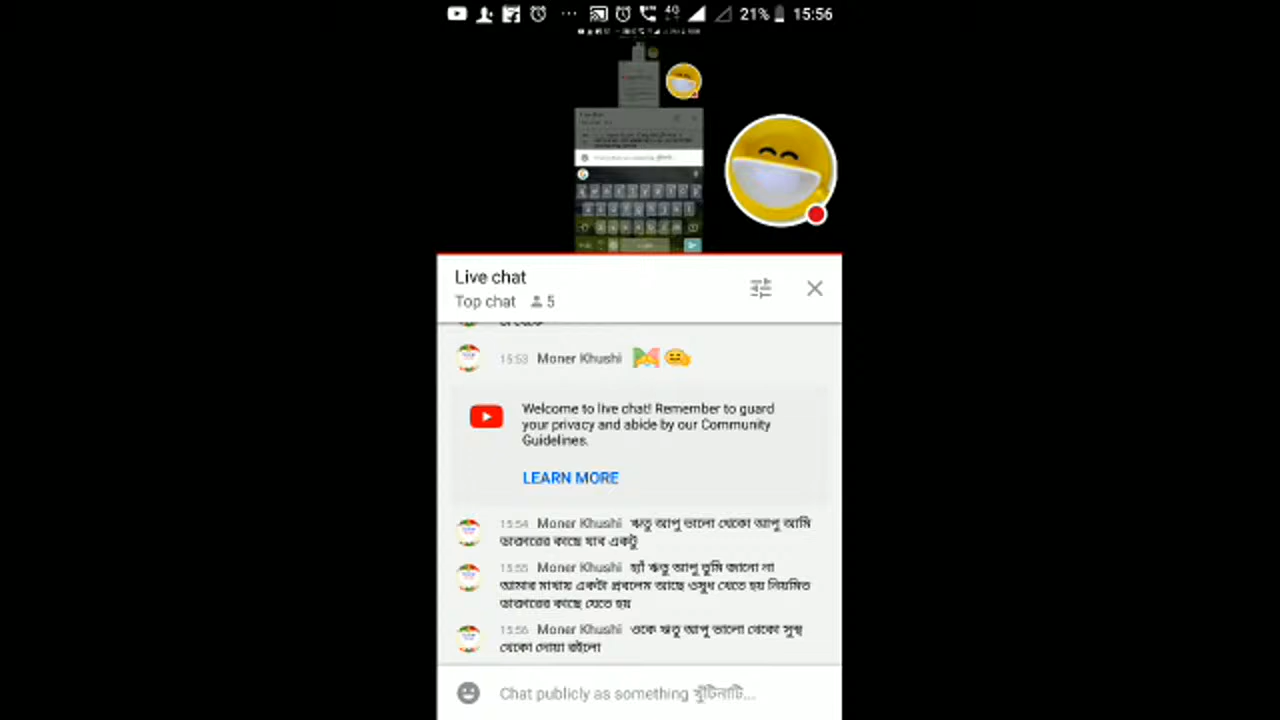 21% 15:56
Live chat
Top chat 5
15:53 Moner Khushi
Welcome to live chat! Remember to guard
your privacy and abide by our Community
Guidelines.
LEARN MORE
15:54 Moner Khushi ঋতু আপু ভালো থেকো আপু আমি
ডাক্তারের কাছে যাব একটু
15:55 Moner Khushi হ্যাঁ ঋতু আপু তুমি জানো না
আমার মাথায় একটা প্রবলেম আছে ওষুধ খেতে হয় নিয়মিত
ডাক্তারের কাছে যেতে হয়
15:56 Moner Khushi ওকে ঋতু আপু ভালো থেকো সুস্থ
থেকো দোয়া রইলো
Chat publicly as something খুঁটিনাটি...